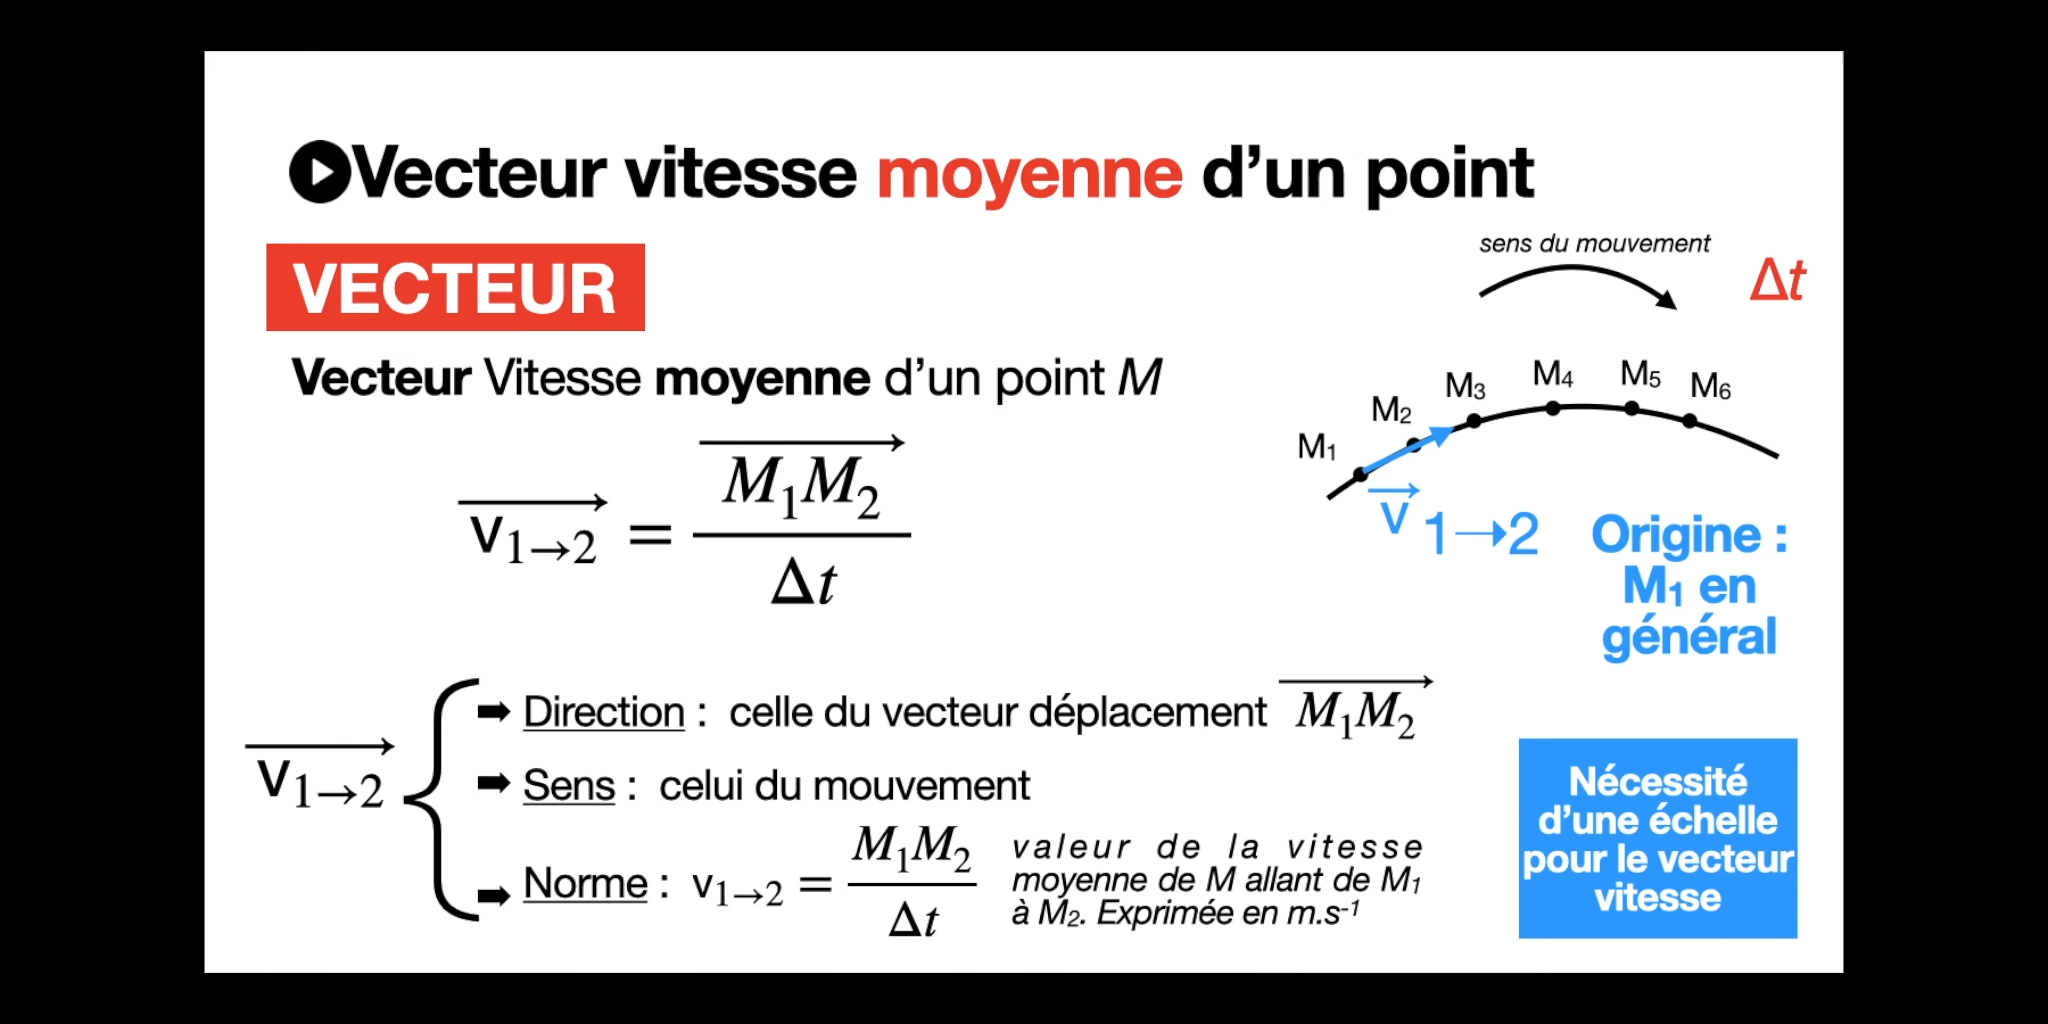 Vecteur vitesse moyenne d’un point
VECTEUR
sens du mouvement
Δt
Vecteur Vitesse moyenne d’un point M
M1 M2 M3 M4 M5 M6
v1→2 = M1M2 / Δt
v 1→2
Origine :
M1 en
général
v1→2
Direction : celle du vecteur déplacement M1M2
Sens : celui du mouvement
Norme : v1→2 = M1M2 / Δt
valeur de la vitesse
moyenne de M allant de M1
à M2. Exprimée en m.s-1
Nécessité
d’une échelle
pour le vecteur
vitesse